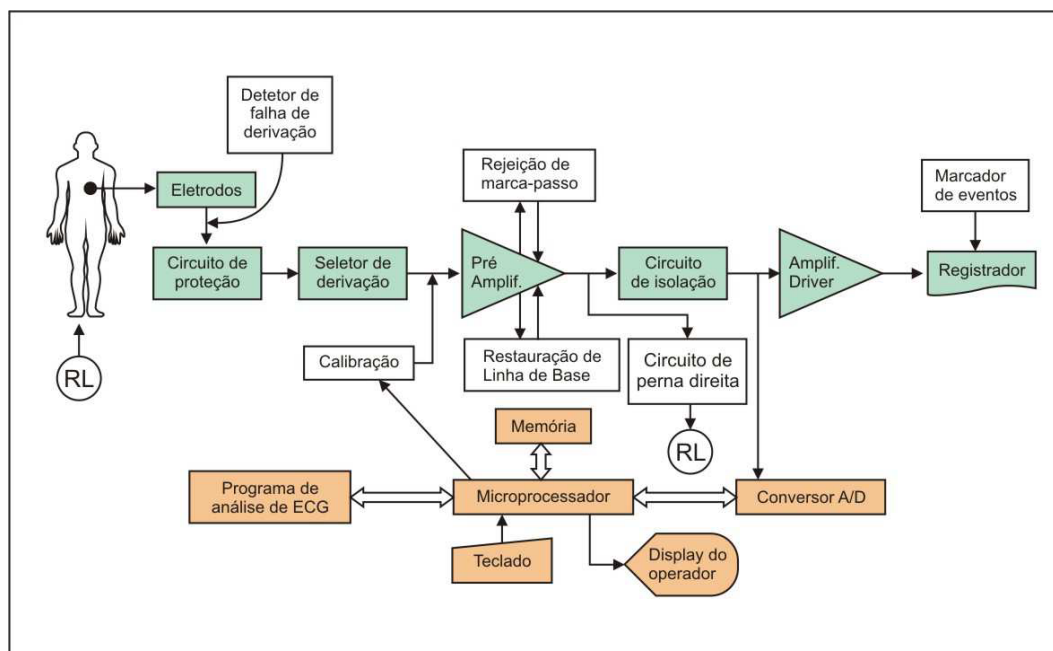 Detetor de
falha de
derivação
Eletrodos
Rejeição de
marca-passo
Marcador
de eventos
Circuito de
proteção
Seletor de
derivação
Pré
Amplif.
Circuito
de isolação
Amplif.
Driver
Registrador
RL
Calibração
Restauração de
Linha de Base
Circuito de
perna direita
RL
Memória
Programa de
análise de ECG
Microprocessador
Conversor A/D
Teclado
Display do
operador